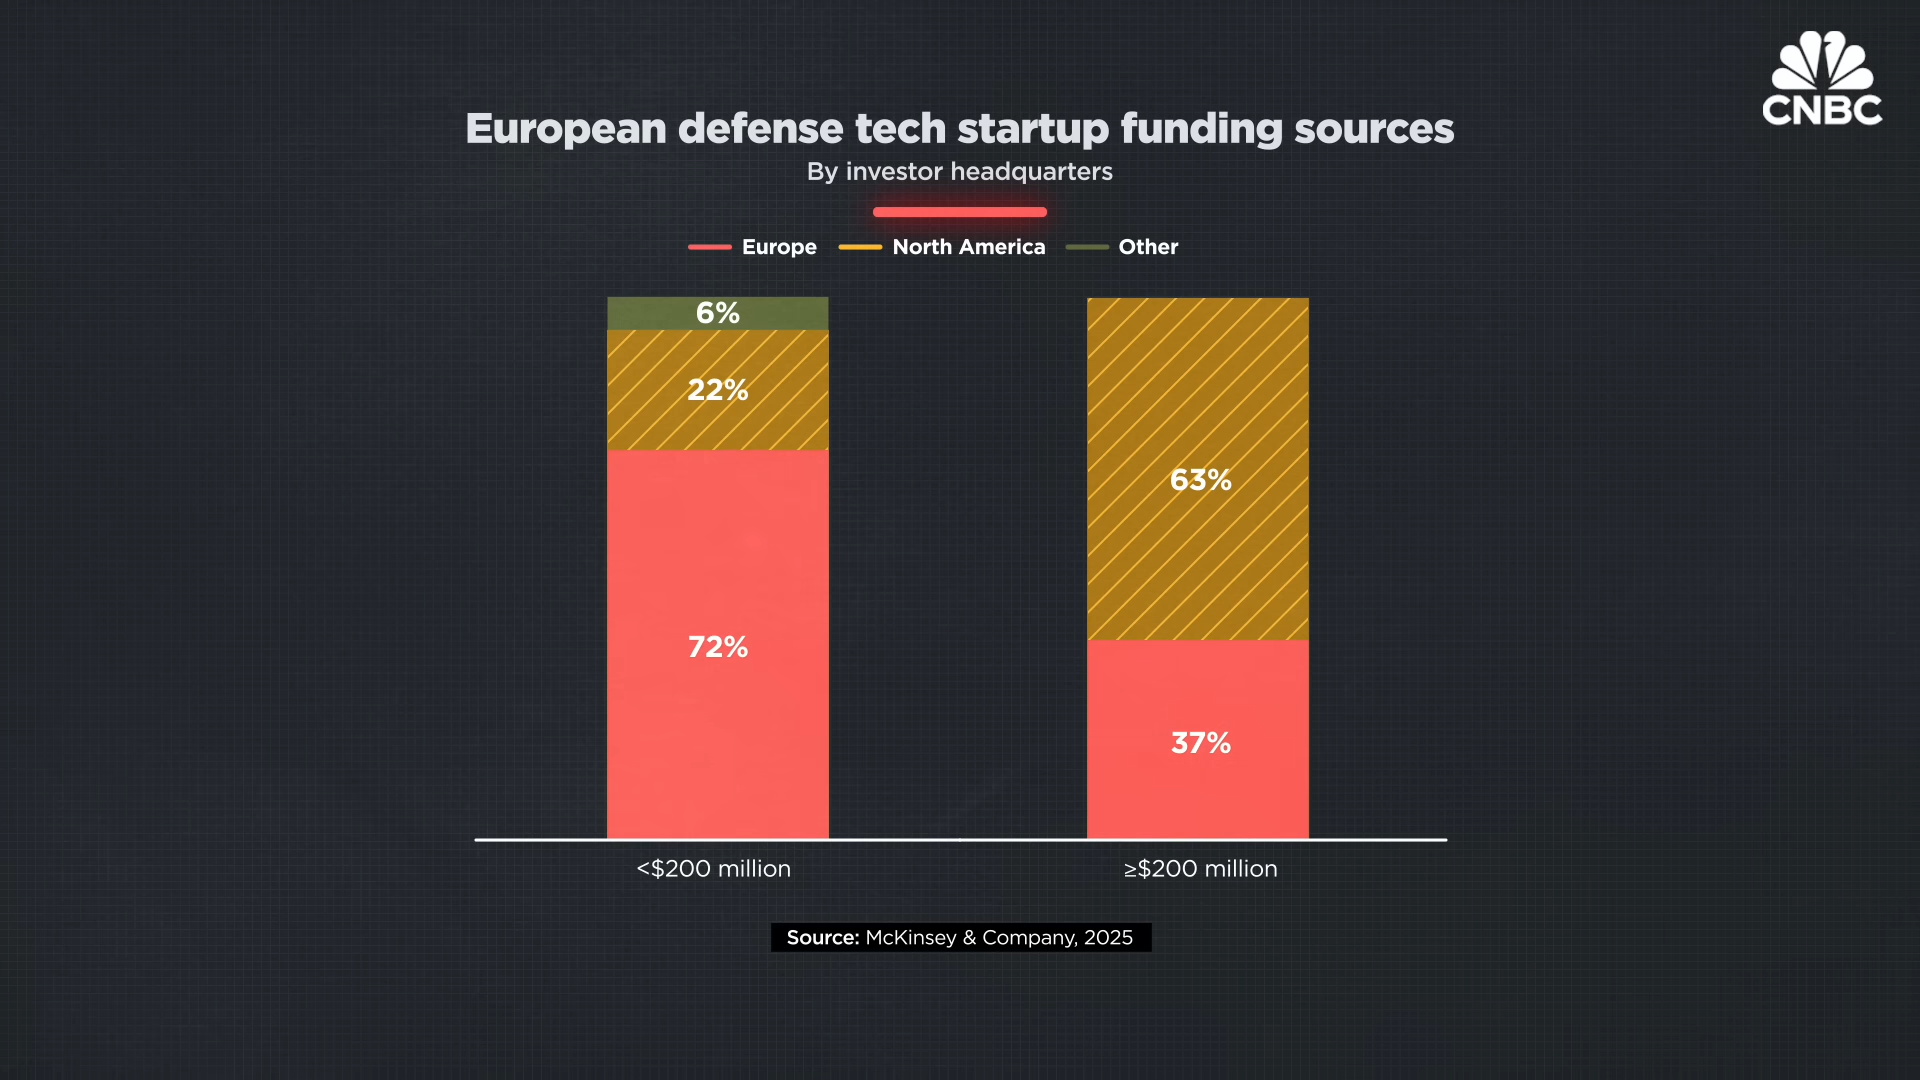 CNBC
European defense tech startup funding sources
By investor headquarters
Europe North America Other
6%
22%
72%
63%
37%
<$200 million
≥$200 million
Source: McKinsey & Company, 2025